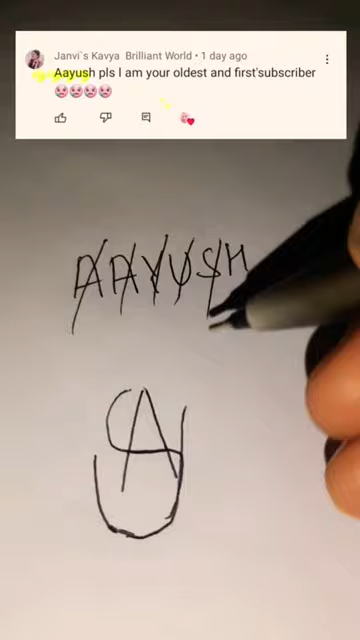 Janvi`s Kavya Brilliant World • 1 day ago
Aayush pls I am your oldest and first'subscriber
😢😢😢😢
AAYUSH